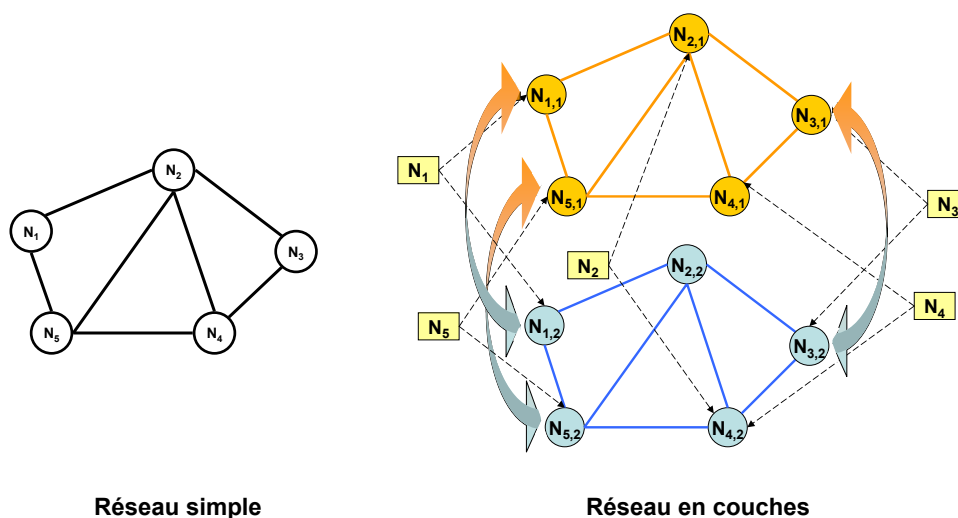 N2
N1
N3
N5
N4
Réseau simple
N2,1
N1,1
N3,1
N1
N5,1
N4,1
N3
N2
N2,2
N5
N1,2
N4
N3,2
N5,2
N4,2
Réseau en couches